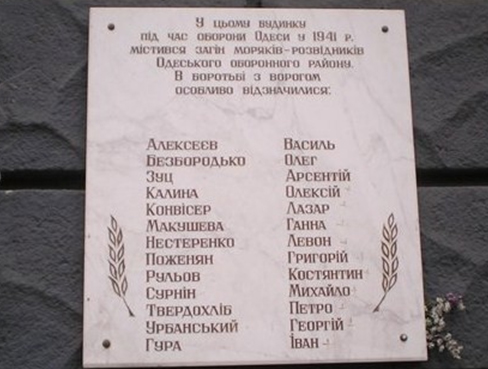 У цьому будинку
під час оборони Одеси у 1941 р.
містився загін моряків-розвідників
Одеського оборонного району.
В боротьбі з ворогом
особливо відзначилися:
Алексеєв Василь
Безбородько Олег
Зуц Арсентій
Калина Олексій
Конвісер Лазар
Макушева Ганна
Нестеренко Левон
Поженян Григорій
Рульов Костянтин
Сурнін Михайло
Твердохліб Петро
Урбанський Георгій
Гура Іван